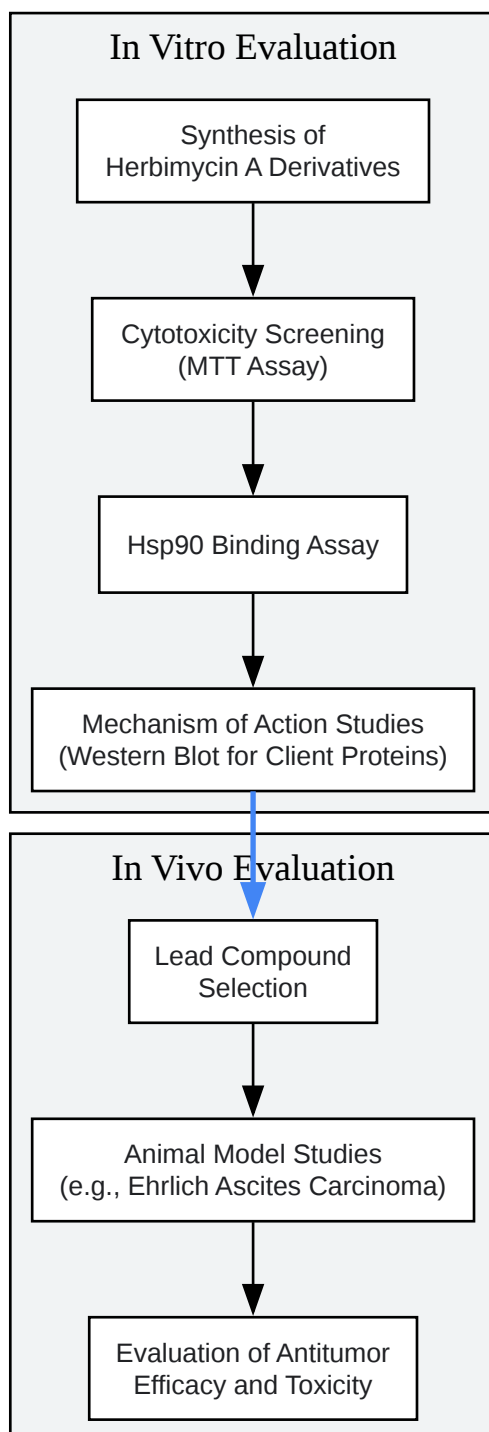 In Vitro Evaluation
Synthesis of
Herbimycin A Derivatives
Cytotoxicity Screening
(MTT Assay)
Hsp90 Binding Assay
Mechanism of Action Studies
(Western Blot for Client Proteins)
In Vivo Evaluation
Lead Compound
Selection
Animal Model Studies
(e.g., Ehrlich Ascites Carcinoma)
Evaluation of Antitumor
Efficacy and Toxicity